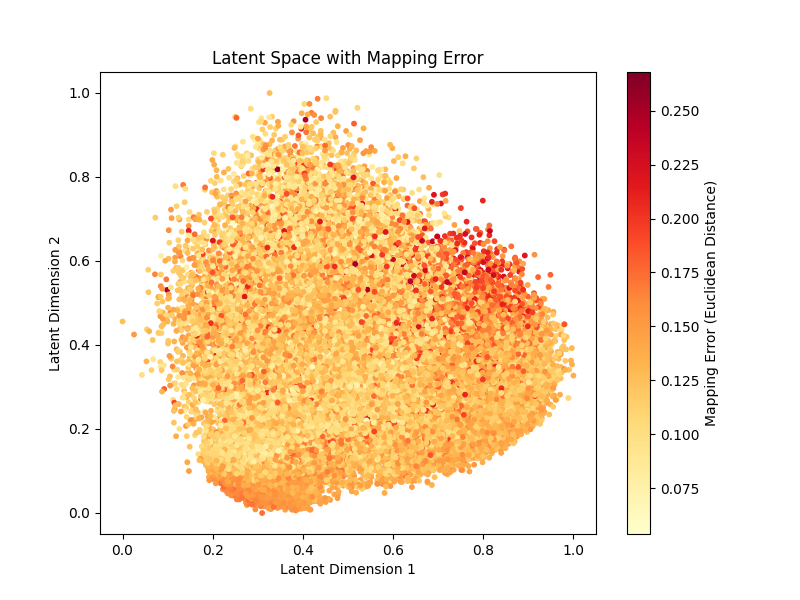 Latent Space with Mapping Error
1.0
0.8
0.6
0.4
0.2
0.0
Latent Dimension 2
0.0 0.2 0.4 0.6 0.8 1.0
Latent Dimension 1
0.250
0.225
0.200
0.175
0.150
0.125
0.100
0.075
Mapping Error (Euclidean Distance)